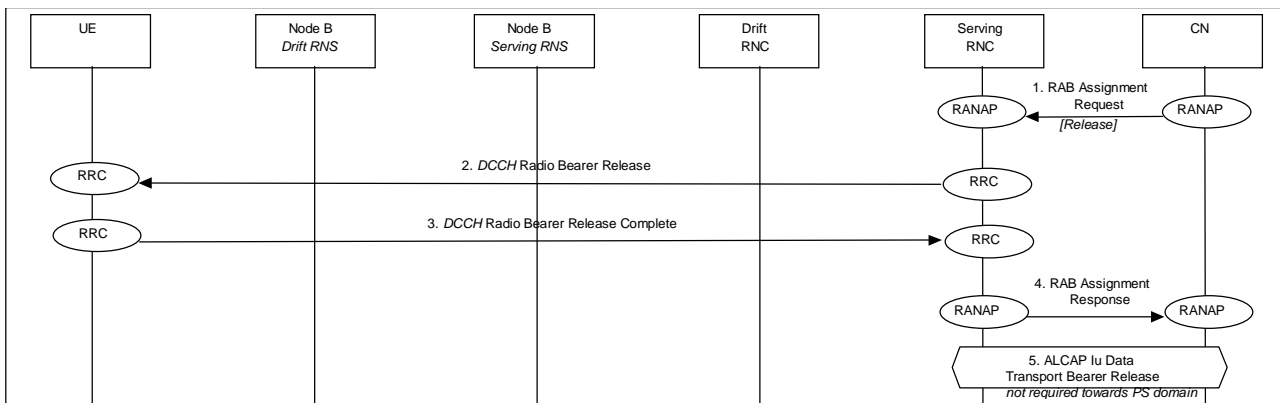 UE
Node B
Drift RNS
Node B
Serving RNS
Drift
RNC
Serving
RNC
CN
1. RAB Assignment
Request
[Release]
RANAP
RANAP
2. DCCH Radio Bearer Release
RRC
RRC
3. DCCH Radio Bearer Release Complete
RRC
RRC
4. RAB Assignment
Response
RANAP
RANAP
5. ALCAP Iu Data
Transport Bearer Release
not required towards PS domain